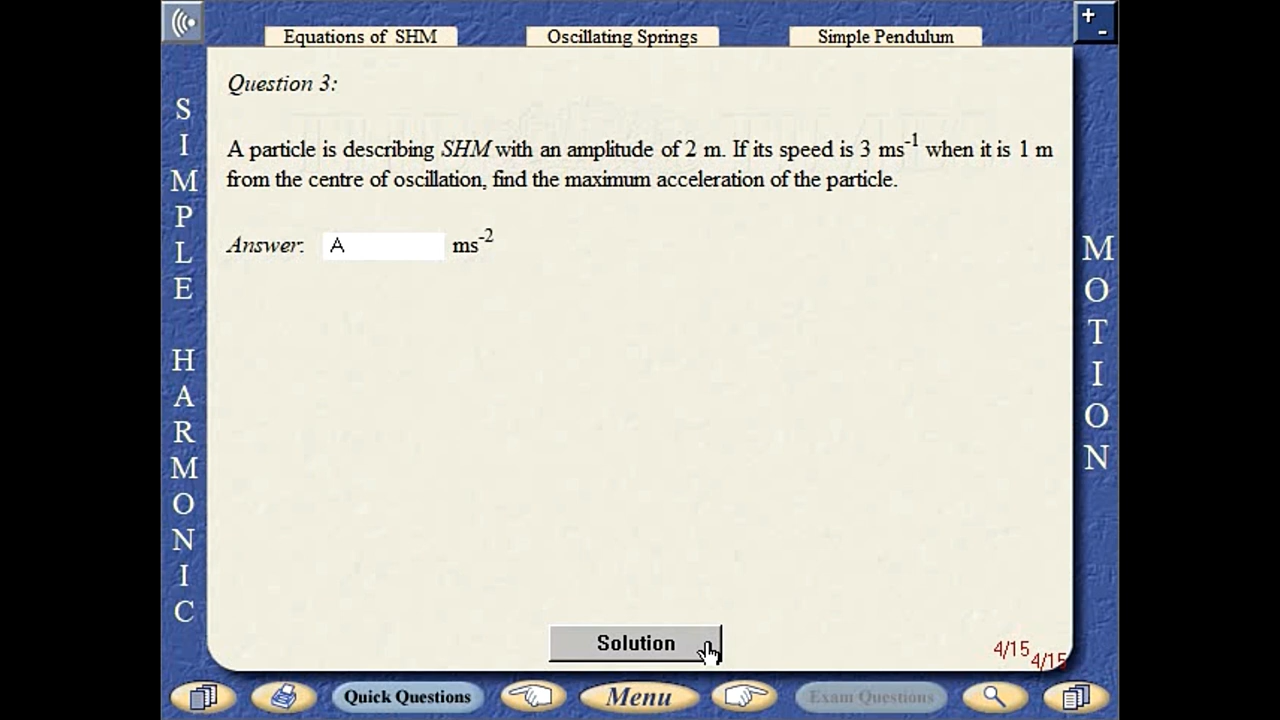 +
-
Equations of SHM
Oscillating Springs
Simple Pendulum
SIMPLE HARMONIC
Question 3:
A particle is describing SHM with an amplitude of 2 m. If its speed is 3 ms⁻¹ when it is 1 m
from the centre of oscillation, find the maximum acceleration of the particle.
Answer: A ms⁻²
MOTION
Solution
4/15
4/15
Quick Questions
Menu
Exam Questions